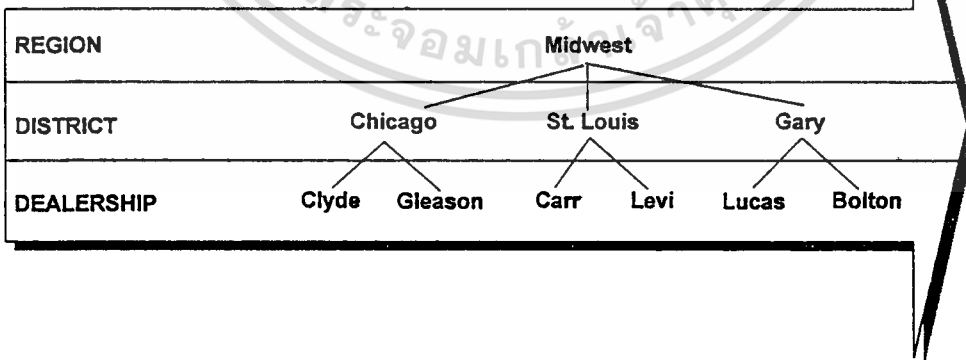 REGION Midwest
DISTRICT Chicago St. Louis Gary
DEALERSHIP Clyde Gleason Carr Levi Lucas Bolton